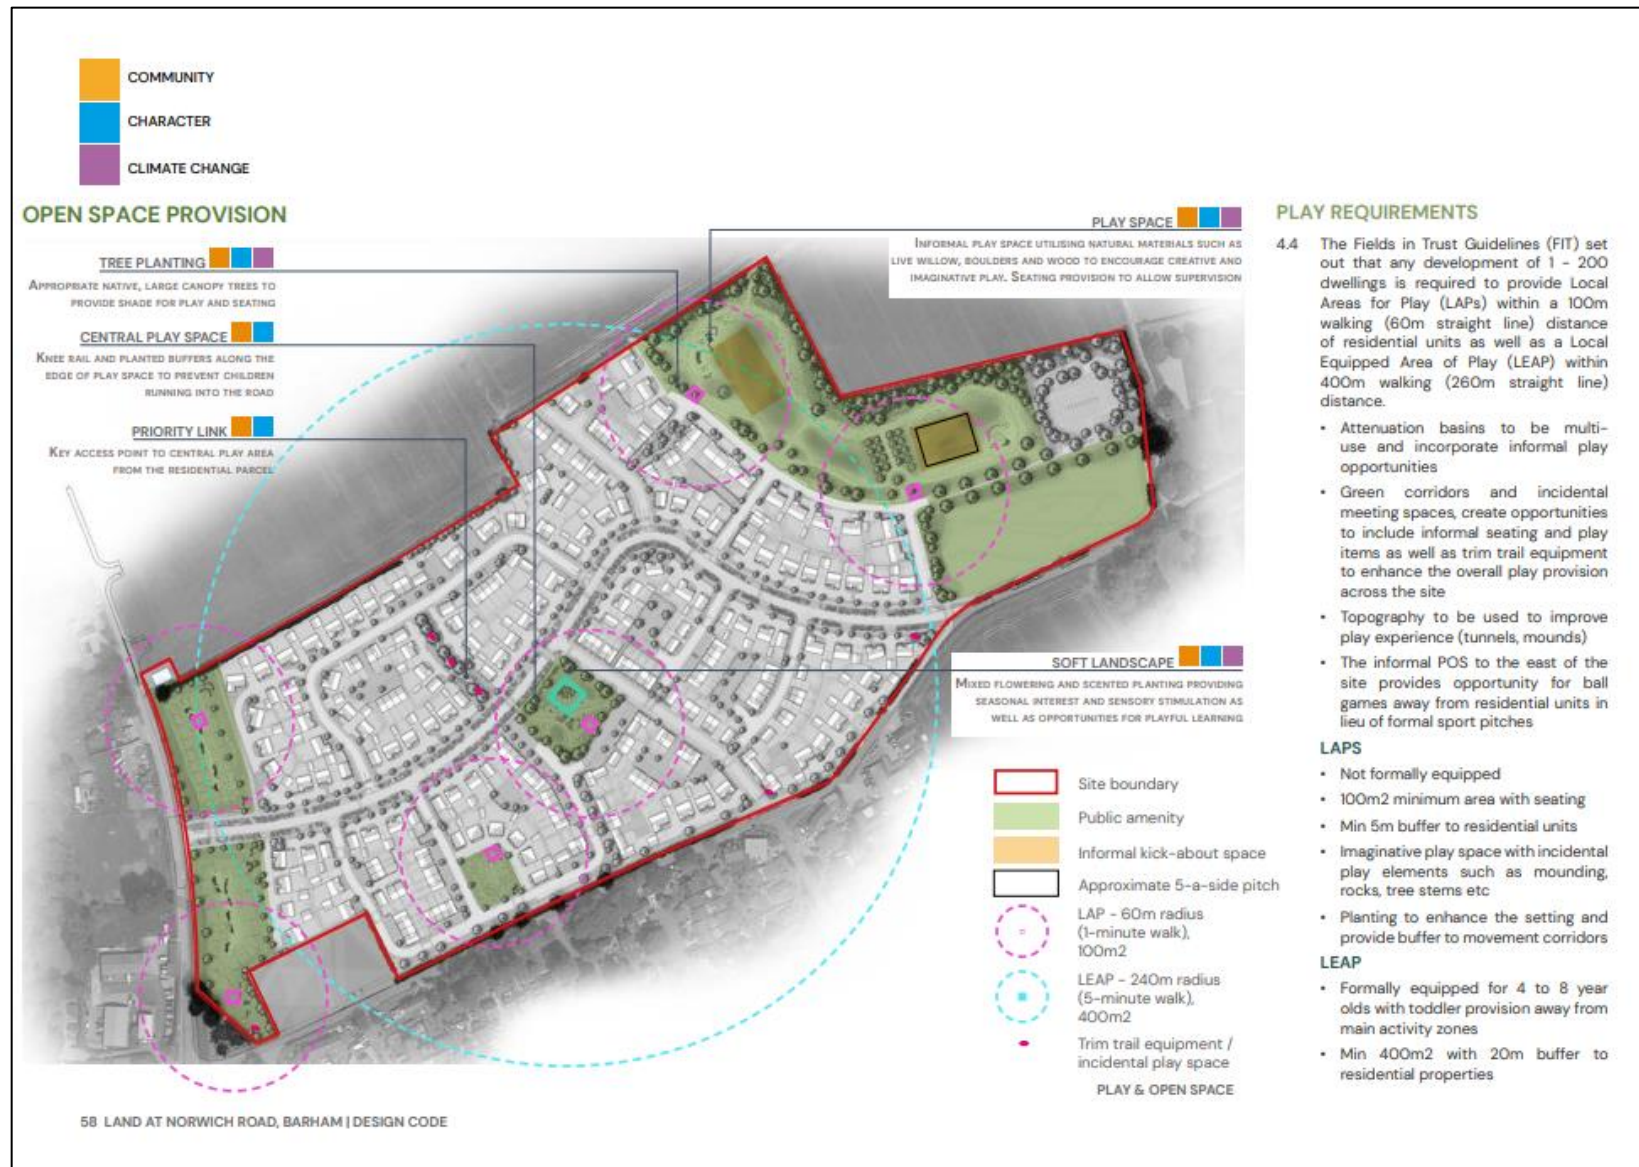 COMMUNITY
CHARACTER
CLIMATE CHANGE
OPEN SPACE PROVISION
TREE PLANTING
APPROPRIATE NATIVE, LARGE CANOPY TREES TO
PROVIDE SHADE FOR PLAY AND SEATING
CENTRAL PLAY SPACE
KNEE RAIL AND PLANTED BUFFERS ALONG THE
EDGE OF PLAY SPACE TO PREVENT CHILDREN
RUNNING INTO THE ROAD
PRIORITY LINK
KEY ACCESS POINT TO CENTRAL PLAY AREA
FROM THE RESIDENTIAL PARCEL
PLAY SPACE
INFORMAL PLAY SPACE UTILISING NATURAL MATERIALS SUCH AS
LIVE WILLOW, BOULDERS AND WOOD TO ENCOURAGE CREATIVE AND
IMAGINATIVE PLAY. SEATING PROVISION TO ALLOW SUPERVISION
SOFT LANDSCAPE
MIXED FLOWERING AND SCENTED PLANTING PROVIDING
SEASONAL INTEREST AND SENSORY STIMULATION AS
WELL AS OPPORTUNITIES FOR PLAYFUL LEARNING
Site boundary
Public amenity
Informal kick-about space
Approximate 5-a-side pitch
LAP - 60m radius
(1-minute walk),
100m2
LEAP - 240m radius
(5-minute walk),
400m2
Trim trail equipment /
incidental play space
PLAY & OPEN SPACE
PLAY REQUIREMENTS
4.4 The Fields in Trust Guidelines (FIT) set
out that any development of 1 - 200
dwellings is required to provide Local
Areas for Play (LAPs) within a 100m
walking (60m straight line) distance
of residential units as well as a Local
Equipped Area of Play (LEAP) within
400m walking (260m straight line)
distance.
• Attenuation basins to be multi-
use and incorporate informal play
opportunities
• Green corridors and incidental
meeting spaces, create opportunities
to include informal seating and play
items as well as trim trail equipment
to enhance the overall play provision
across the site
• Topography to be used to improve
play experience (tunnels, mounds)
• The informal POS to the east of the
site provides opportunity for ball
games away from residential units in
lieu of formal sport pitches
LAPS
• Not formally equipped
• 100m2 minimum area with seating
• Min 5m buffer to residential units
• Imaginative play space with incidental
play elements such as mounding,
rocks, tree stems etc
• Planting to enhance the setting and
provide buffer to movement corridors
LEAP
• Formally equipped for 4 to 8 year
olds with toddler provision away from
main activity zones
• Min 400m2 with 20m buffer to
residential properties
58 LAND AT NORWICH ROAD, BARHAM | DESIGN CODE